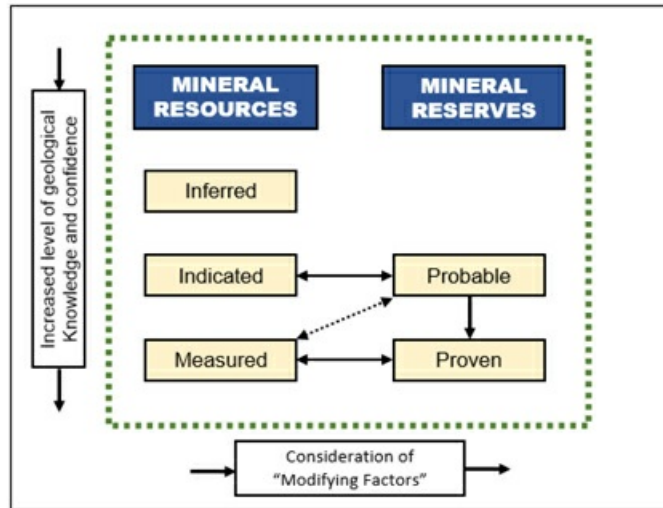 MINERAL
RESOURCES
MINERAL
RESERVES
Increased level of geological
Knowledge and confidence
Inferred
Indicated
Probable
Measured
Proven
Consideration of
“Modifying Factors”